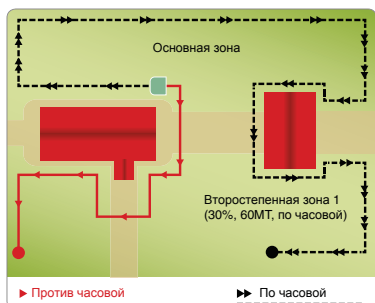 Основная зона
Второстепенная зона 1
(30%, 60МТ, по часовой)
Против часовой
По часовой